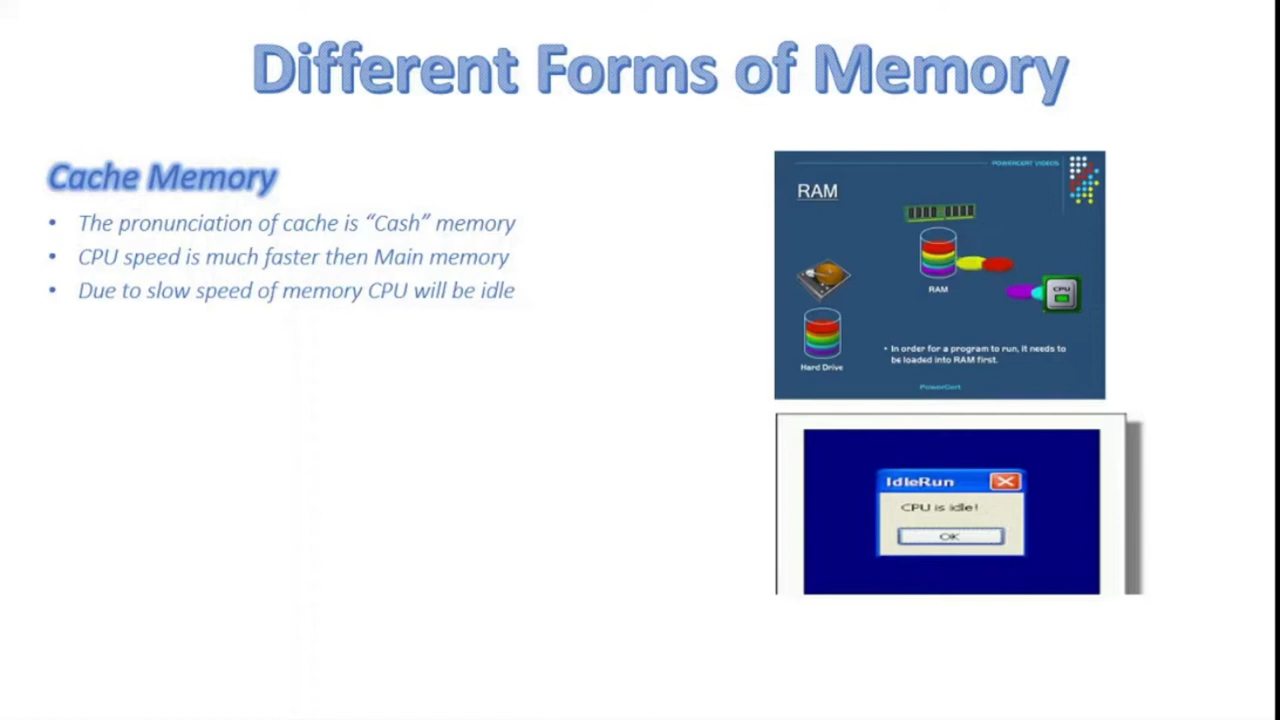 Different Forms of Memory
Cache Memory
• The pronunciation of cache is “Cash” memory
• CPU speed is much faster then Main memory
• Due to slow speed of memory CPU will be idle
POWERCERT VIDEOS
RAM
RAM
CPU
Hard Drive
• In order for a program to run, it needs to
be loaded into RAM first.
PowerCert
IdleRun
CPU is idle!
OK